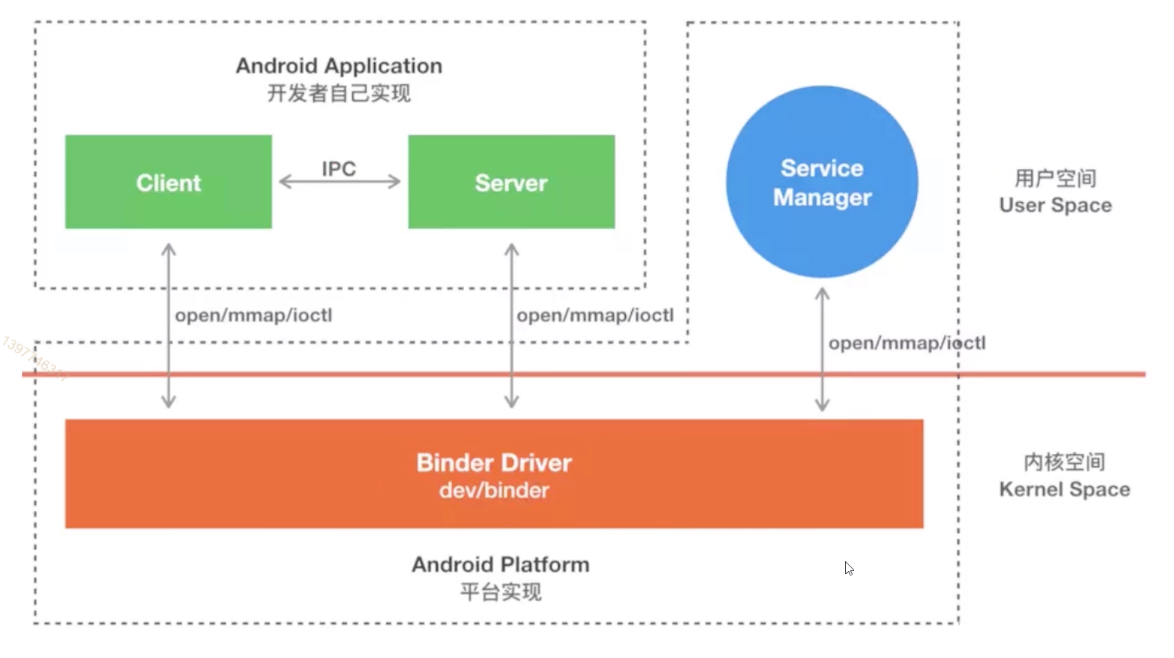 Android Application
开发者自己实现
Client
IPC
Server
Service
Manager
用户空间
User Space
open/mmap/ioctl
open/mmap/ioctl
open/mmap/ioctl
Binder Driver
dev/binder
内核空间
Kernel Space
Android Platform
平台实现